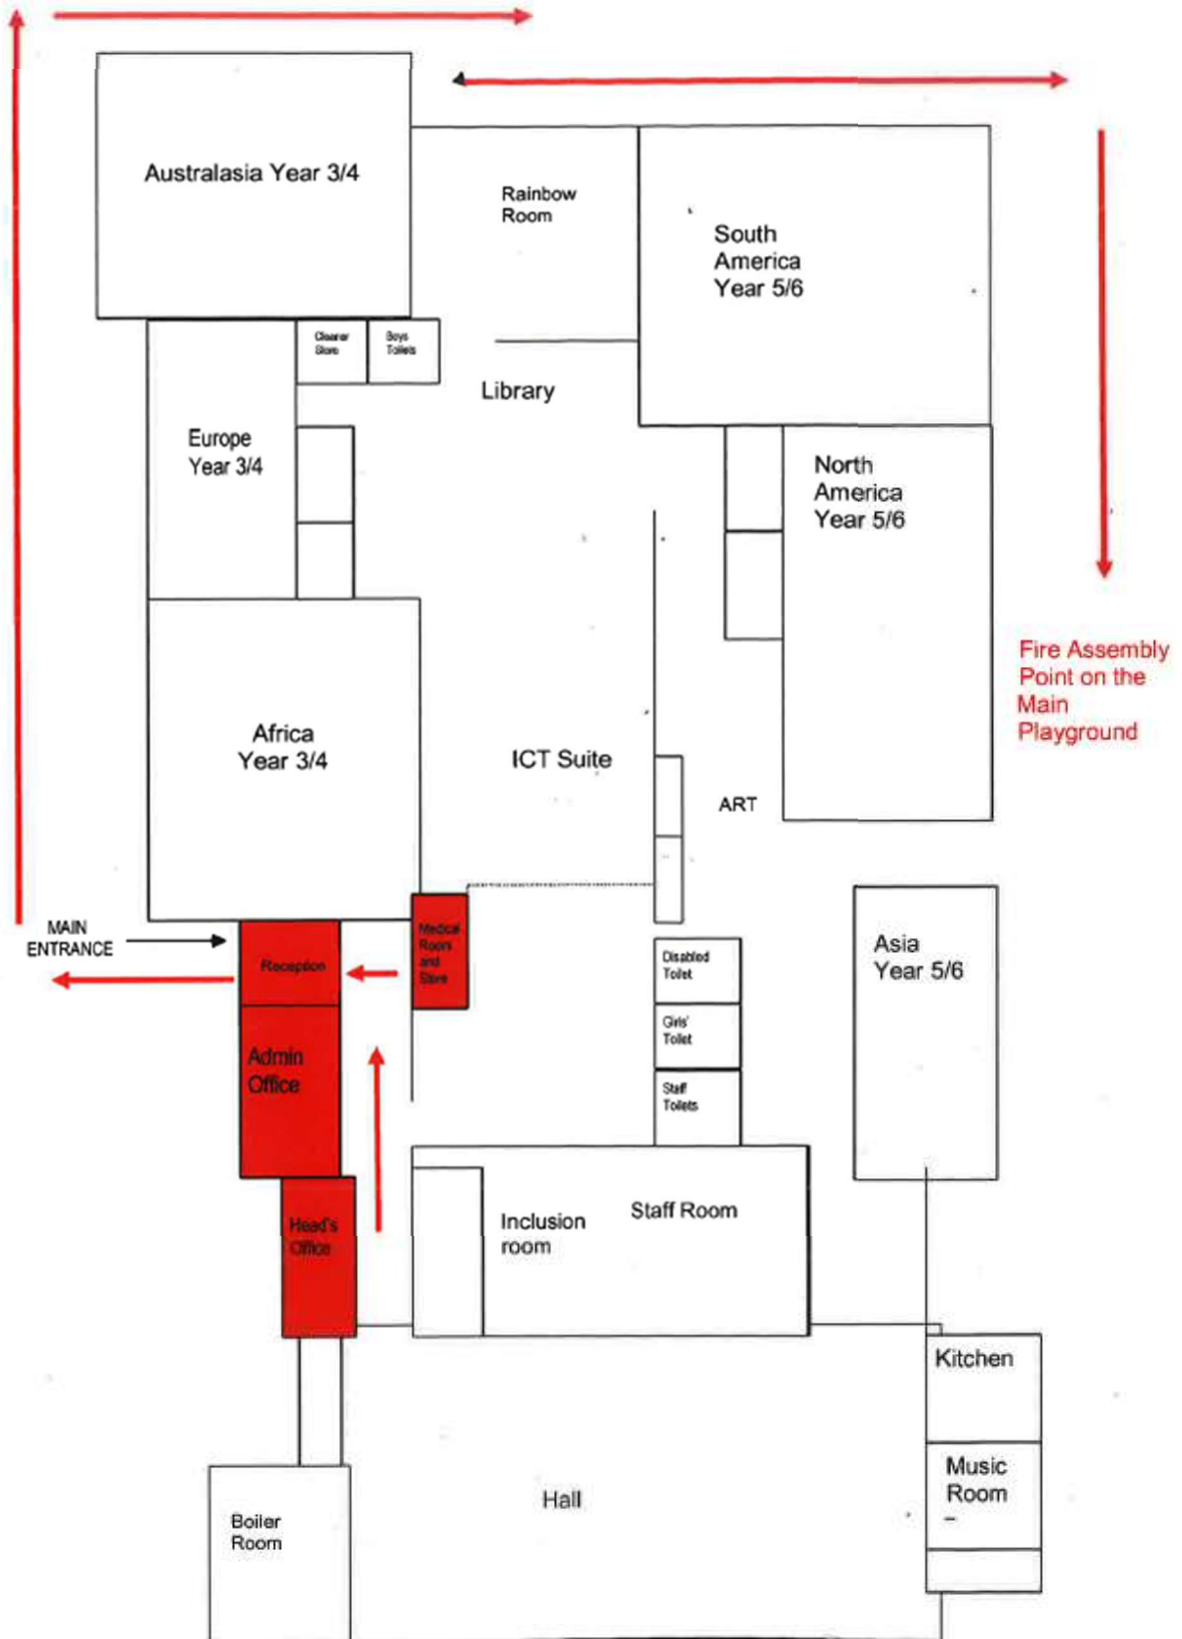 Australasia Year 3/4
Rainbow
Room
South
America
Year 5/6
Cleaner
Store
Boys
Toilets
Library
Europe
Year 3/4
North
America
Year 5/6
Fire Assembly
Point on the
Main
Playground
Africa
Year 3/4
ICT Suite
ART
MAIN
ENTRANCE
Reception
Medical
Room
and
Store
Disabled
Toilet
Asia
Year 5/6
Girls'
Toilet
Admin
Office
Staff
Toilets
Head's
Office
Inclusion
room
Staff Room
Kitchen
Music
Room
Hall
Boiler
Room